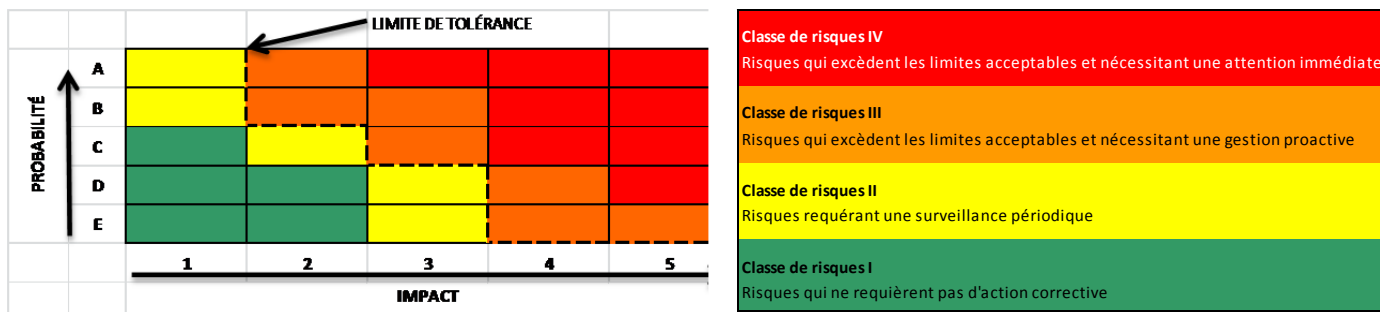 LIMITE DE TOLÉRANCE
A
B
C
D
E
PROBABILITÉ
1 2 3 4 5
IMPACT
Classe de risques IV
Risques qui excèdent les limites acceptables et nécessitant une attention immédiate
Classe de risques III
Risques qui excèdent les limites acceptables et nécessitant une gestion proactive
Classe de risques II
Risques requérant une surveillance périodique
Classe de risques I
Risques qui ne requièrent pas d'action corrective